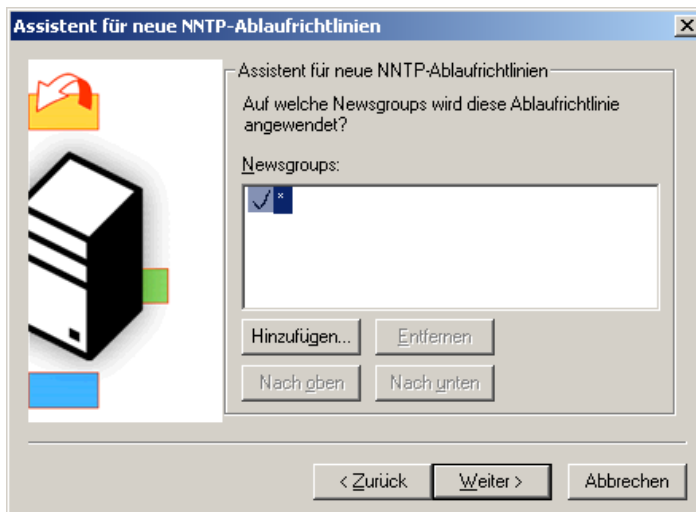 Assistent für neue NNTP-Ablaufrichtlinien
Assistent für neue NNTP-Ablaufrichtlinien
Auf welche Newsgroups wird diese Ablaufrichtlinie
angewendet?
Newsgroups:
*
Hinzufügen... Entfernen
Nach oben Nach unten
< Zurück Weiter > Abbrechen